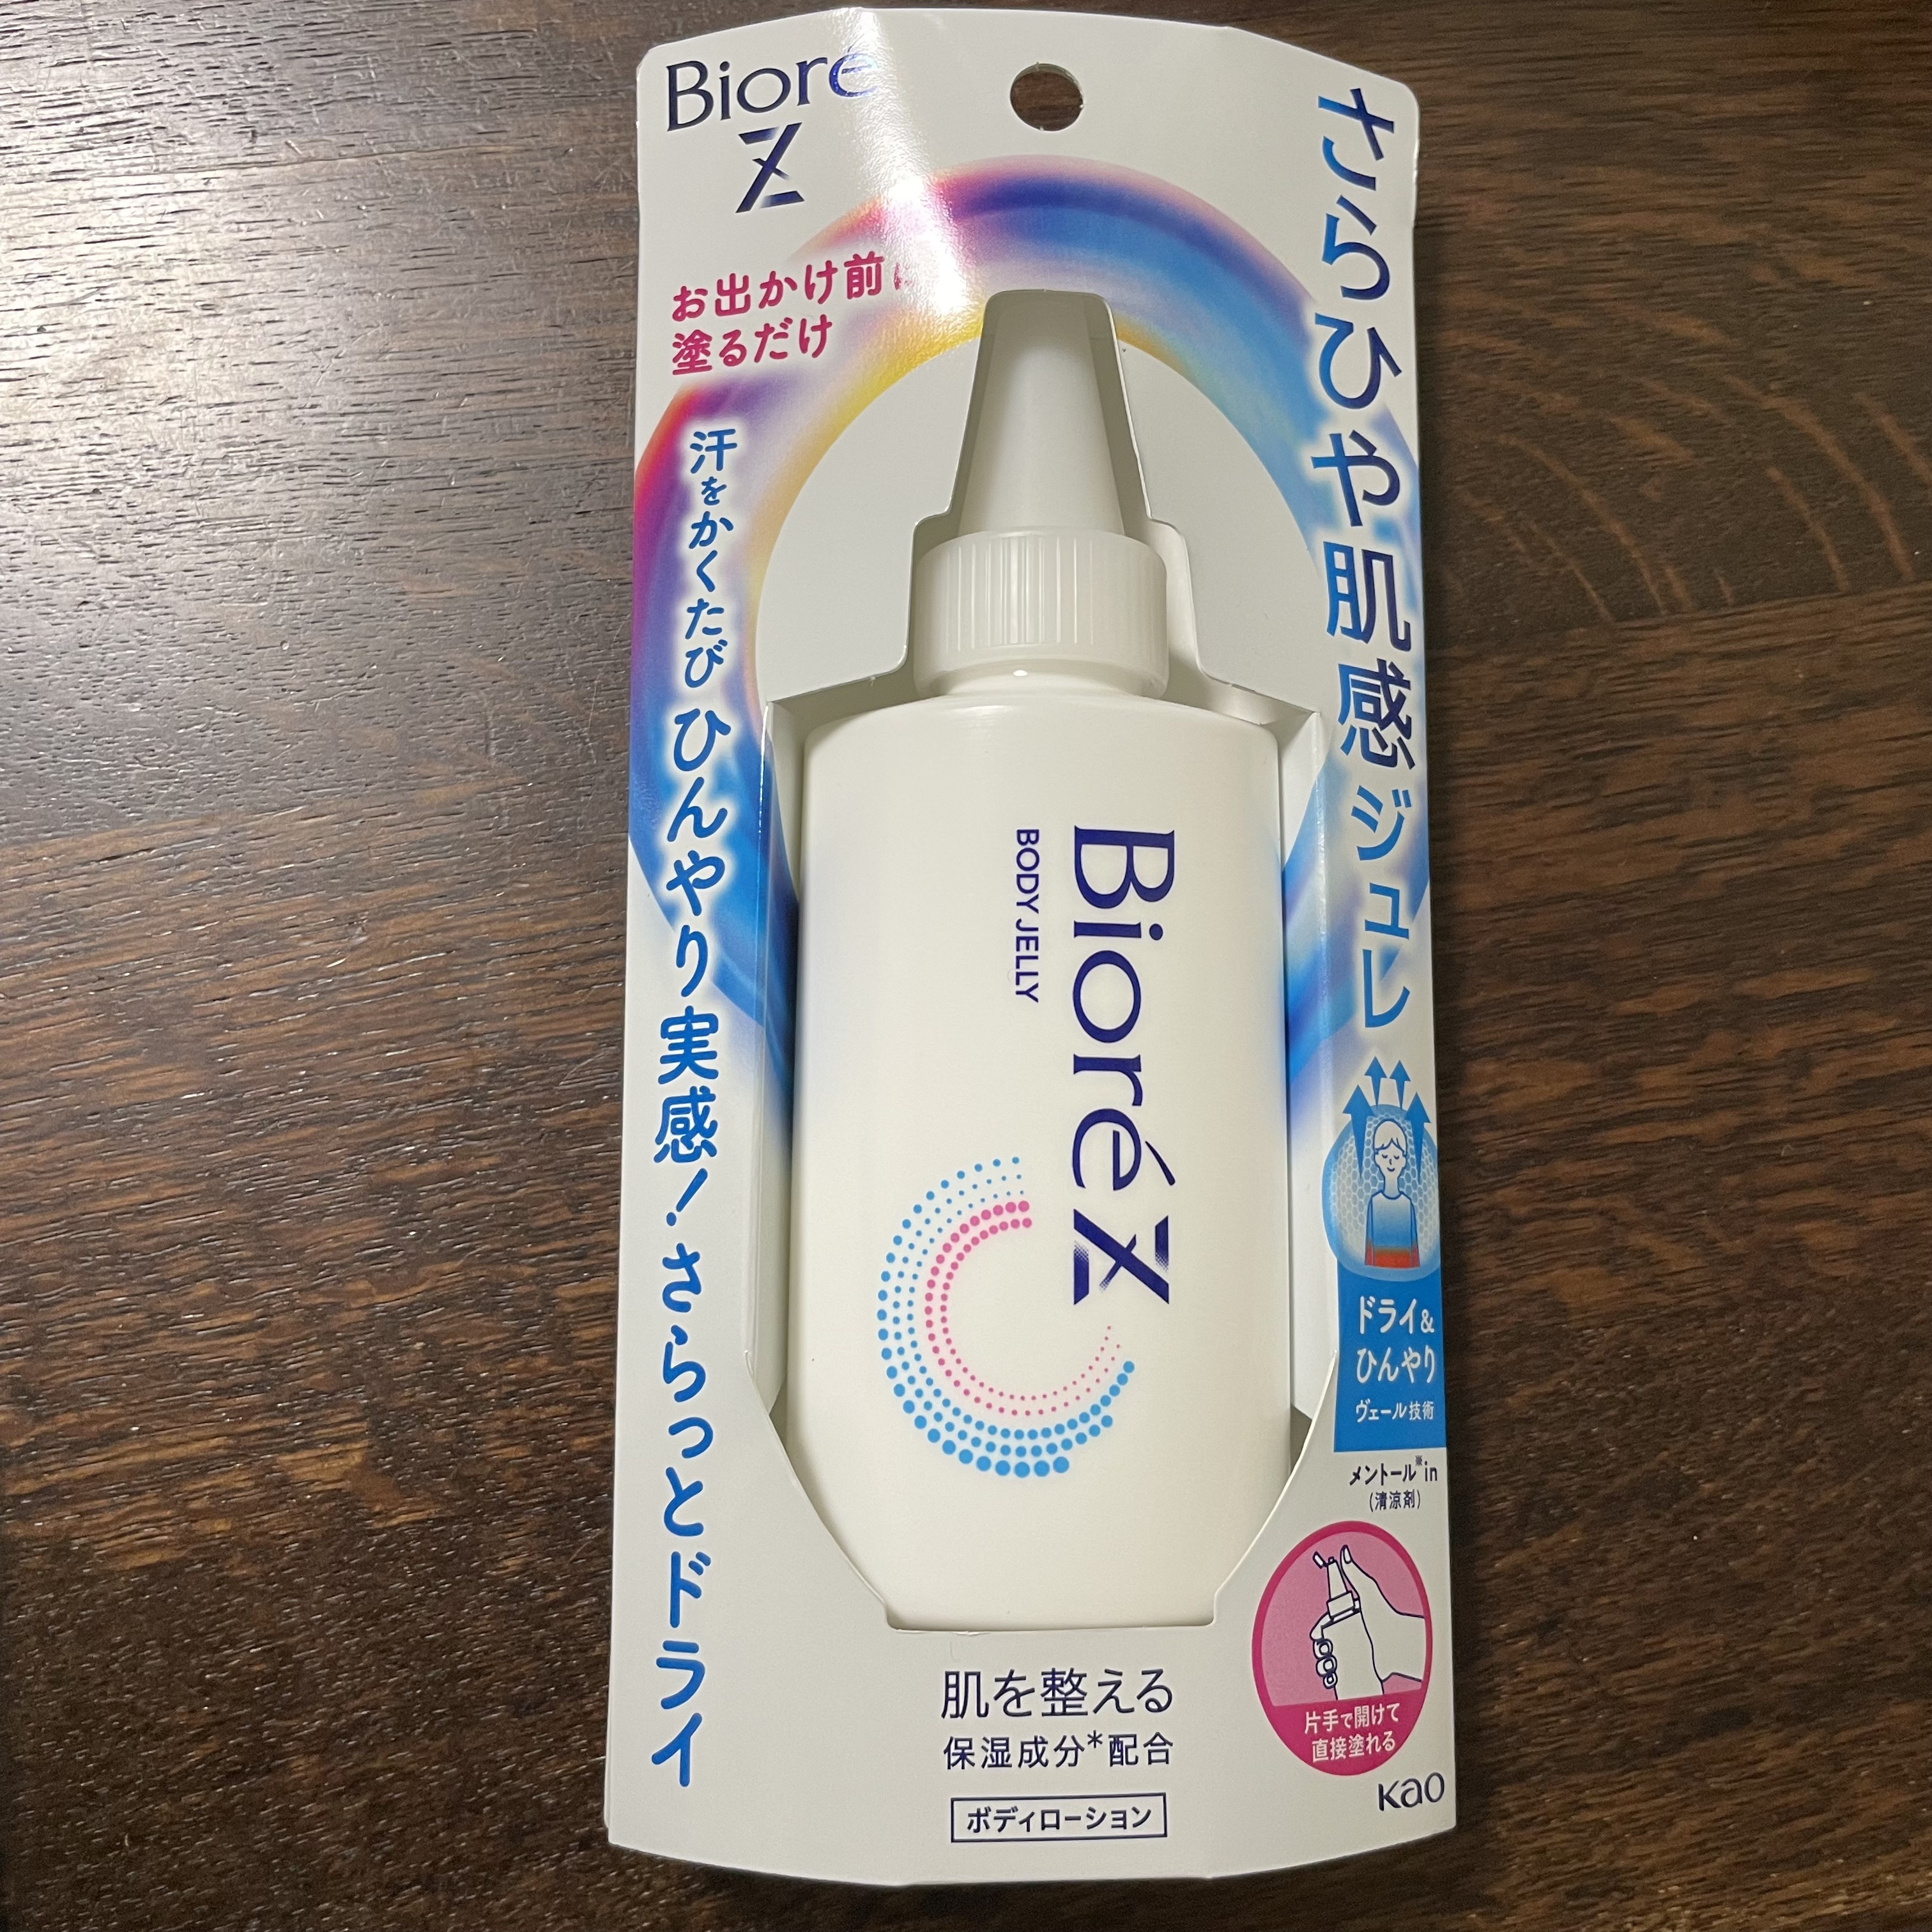 Bioré
Z
さらひや肌感ジュレ
お出かけ前に
塗るだけ
汗をかくたび ひんやり実感! さらっとドライ
Bioré Z
BODY JELLY
ドライ&
ひんやり
ヴェール技術
メントール※in
(清涼剤)
片手で開けて
直接塗れる
肌を整える
保湿成分*配合
ボディローション
Kao